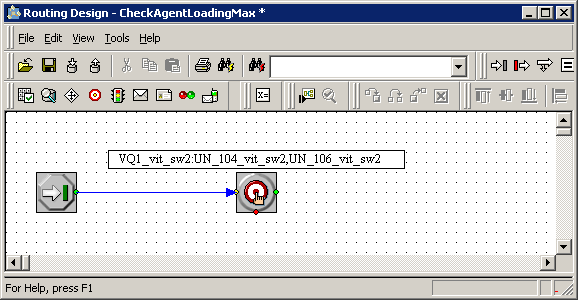 Routing Design - CheckAgentLoadingMax *
File Edit View Tools Help
VQ1_vit_sw2:UN_104_vit_sw2,UN_106_vit_sw2
For Help, press F1